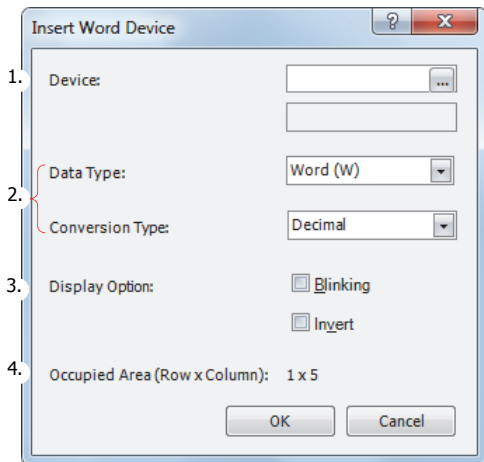 Insert Word Device
?
X
1. Device:
...
Data Type: Word (W)
2.
Conversion Type: Decimal
3. Display Option: Blinking
Invert
4. Occupied Area (Row x Column): 1 x 5
OK Cancel